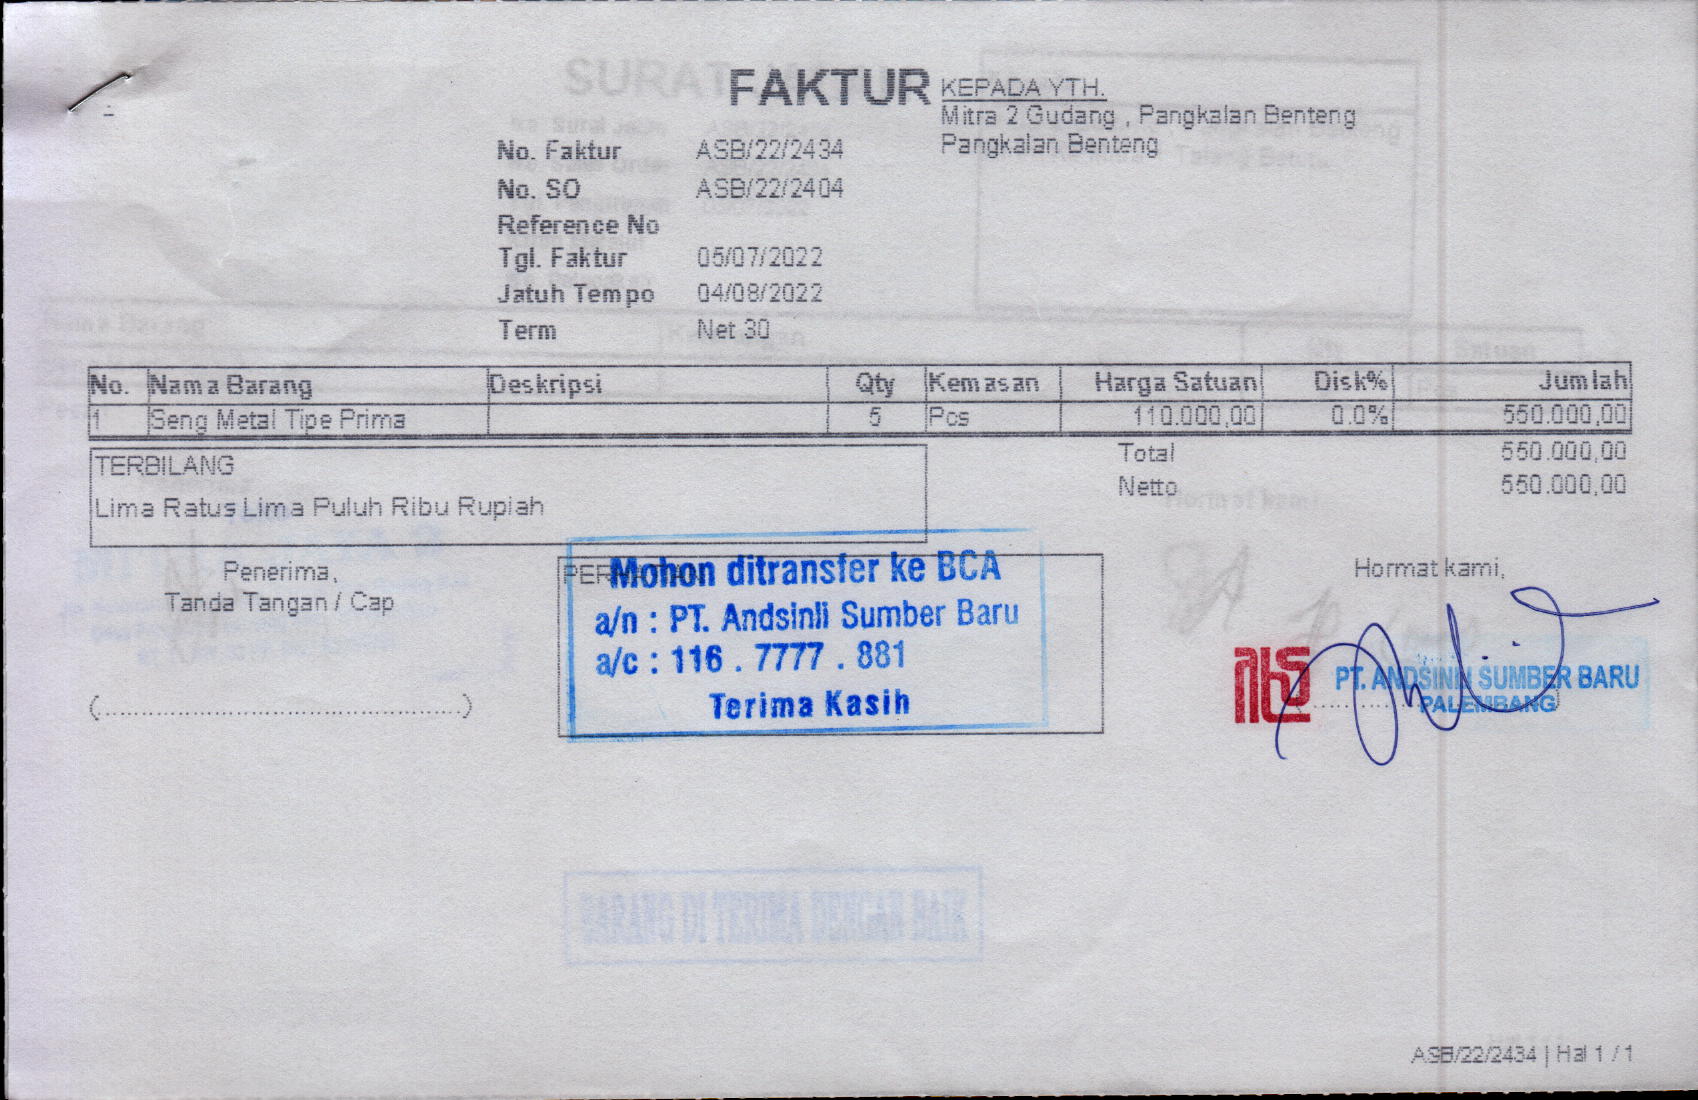 FAKTUR
KEPADA YTH.
Mitra 2 Gudang , Pangkalan Benteng
Pangkalan Benteng
No. Faktur ASB/22/2434
No. SO ASB/22/2404
Reference No
Tgl. Faktur 05/07/2022
Jatuh Tempo 04/08/2022
Term Net 30
No. Nama Barang Deskripsi Qty Kemasan Harga Satuan Disk% Jumlah
1 Seng Metal Tipe Prima 5 Pcs 110.000,00 0.0% 550.000,00
Total 550.000,00
Netto 550.000,00
TERBILANG
Lima Ratus Lima Puluh Ribu Rupiah
Penerima,
Tanda Tangan / Cap
(................................................)
Mohon ditransfer ke BCA
a/n : PT. Andsinli Sumber Baru
a/c : 116 . 7777 . 881
Terima Kasih
Hormat kami,
PT. ANDSINLI SUMBER BARU
PALEMBANG
BARANG DI TERIMA DENGAN BAIK
ASB/22/2434 | Hal 1 / 1